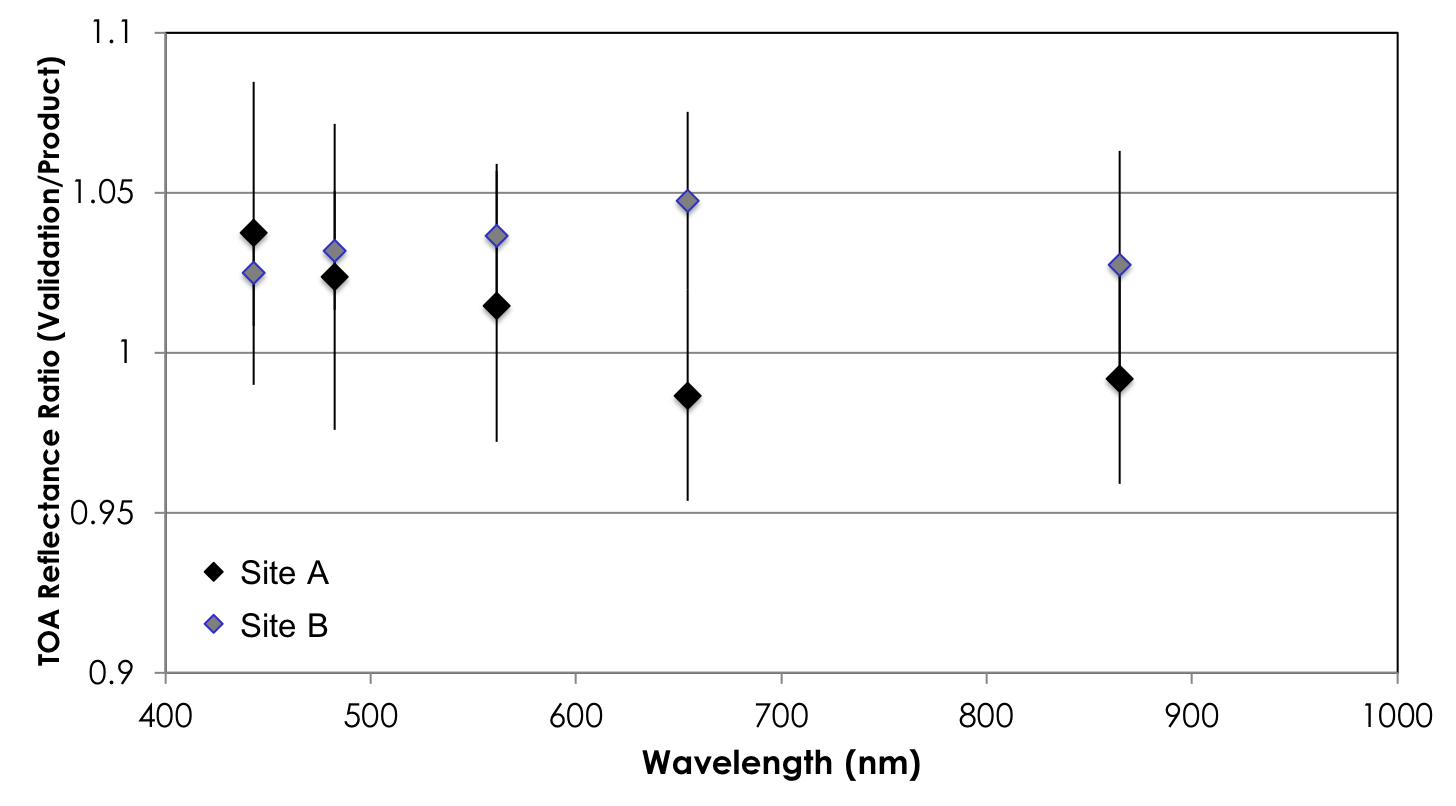 TOA Reflectance Ratio (Validation/Product)
1.1
1.05
1
0.95
0.9
Site A
Site B
400 500 600 700 800 900 1000
Wavelength (nm)